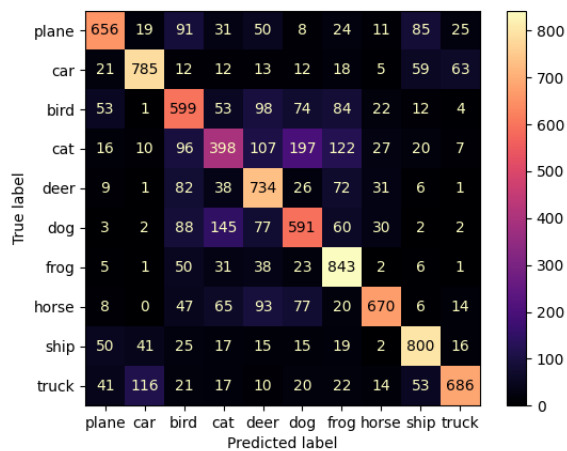 plane 656 19 91 31 50 8 24 11 85 25
car 21 785 12 12 13 12 18 5 59 63
bird 53 1 599 53 98 74 84 22 12 4
cat 16 10 96 398 107 197 122 27 20 7
deer 9 1 82 38 734 26 72 31 6 1
dog 3 2 88 145 77 591 60 30 2 2
frog 5 1 50 31 38 23 843 2 6 1
horse 8 0 47 65 93 77 20 670 6 14
ship 50 41 25 17 15 15 19 2 800 16
truck 41 116 21 17 10 20 22 14 53 686
plane car bird cat deer dog frog horse ship truck
Predicted label
True label
800
700
600
500
400
300
200
100
0